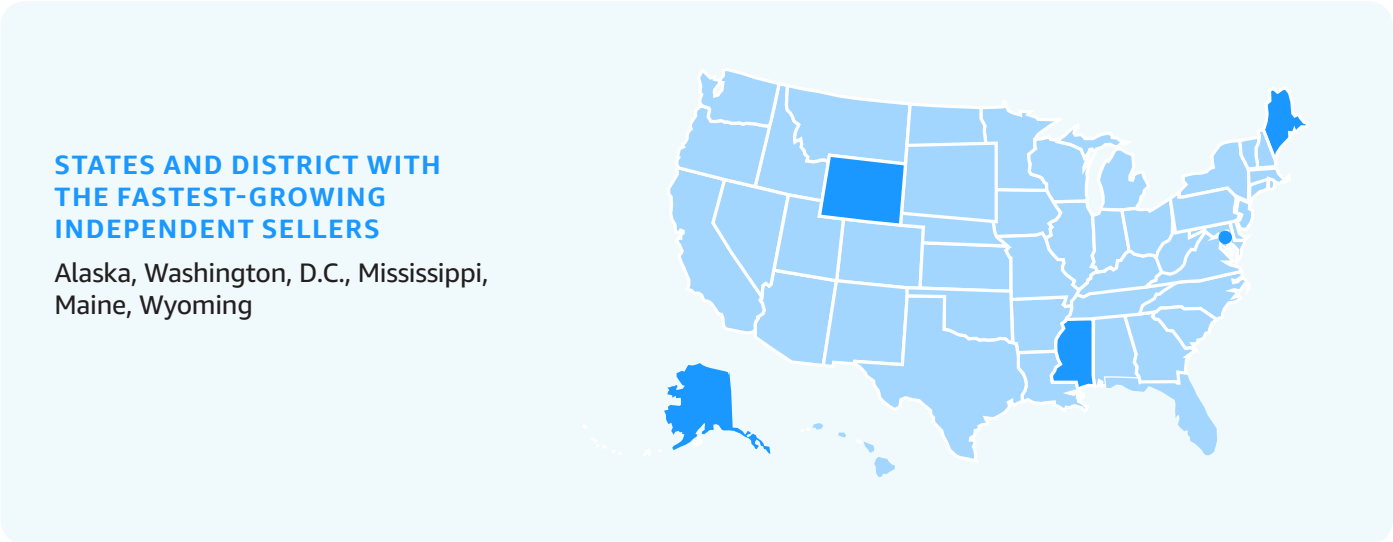 STATES AND DISTRICT WITH
THE FASTEST-GROWING
INDEPENDENT SELLERS
Alaska, Washington, D.C., Mississippi,
Maine, Wyoming